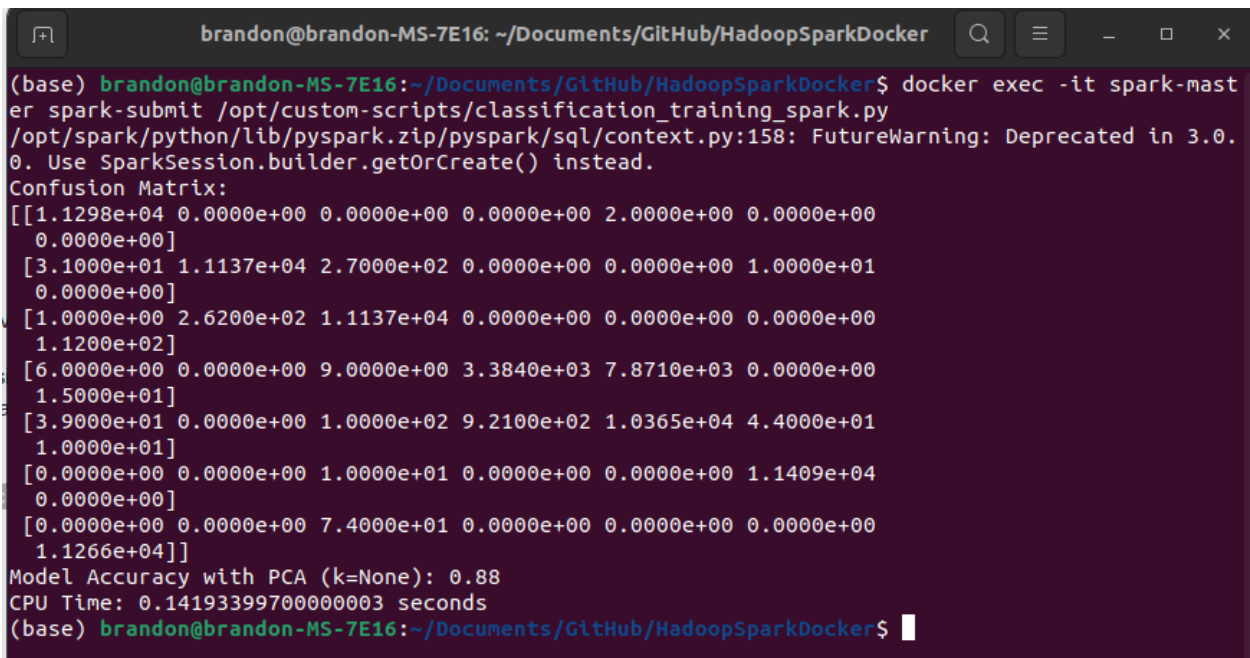 brandon@brandon-MS-7E16: ~/Documents/GitHub/HadoopSparkDocker
(base) brandon@brandon-MS-7E16:~/Documents/GitHub/HadoopSparkDocker$ docker exec -it spark-mast
er spark-submit /opt/custom-scripts/classification_training_spark.py
/opt/spark/python/lib/pyspark.zip/pyspark/sql/context.py:158: FutureWarning: Deprecated in 3.0.
0. Use SparkSession.builder.getOrCreate() instead.
Confusion Matrix:
[[1.1298e+04 0.0000e+00 0.0000e+00 0.0000e+00 2.0000e+00 0.0000e+00
  0.0000e+00]
 [3.1000e+01 1.1137e+04 2.7000e+02 0.0000e+00 0.0000e+00 1.0000e+01
  0.0000e+00]
 [1.0000e+00 2.6200e+02 1.1137e+04 0.0000e+00 0.0000e+00 0.0000e+00
  1.1200e+02]
 [6.0000e+00 0.0000e+00 9.0000e+00 3.3840e+03 7.8710e+03 0.0000e+00
  1.5000e+01]
 [3.9000e+01 0.0000e+00 1.0000e+02 9.2100e+02 1.0365e+04 4.4000e+01
  1.0000e+01]
 [0.0000e+00 0.0000e+00 1.0000e+01 0.0000e+00 0.0000e+00 1.1409e+04
  0.0000e+00]
 [0.0000e+00 0.0000e+00 7.4000e+01 0.0000e+00 0.0000e+00 0.0000e+00
  1.1266e+04]]
Model Accuracy with PCA (k=None): 0.88
CPU Time: 0.14193399700000003 seconds
(base) brandon@brandon-MS-7E16:~/Documents/GitHub/HadoopSparkDocker$